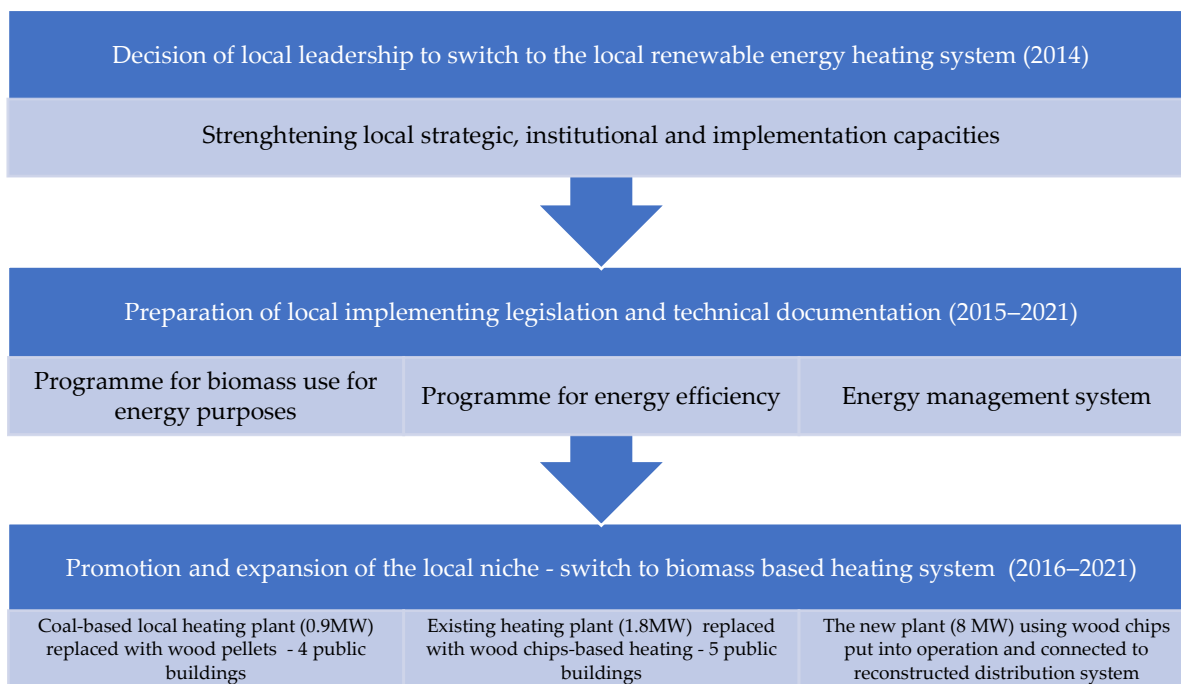 Decision of local leadership to switch to the local renewable energy heating system (2014)
Strenghtening local strategic, institutional and implementation capacities
Preparation of local implementing legislation and technical documentation (2015–2021)
Programme for biomass use for
energy purposes
Programme for energy efficiency
Energy management system
Promotion and expansion of the local niche - switch to biomass based heating system (2016–2021)
Coal-based local heating plant (0.9MW)
replaced with wood pellets - 4 public
buildings
Existing heating plant (1.8MW) replaced
with wood chips-based heating - 5 public
buildings
The new plant (8 MW) using wood chips
put into operation and connected to
reconstructed distribution system